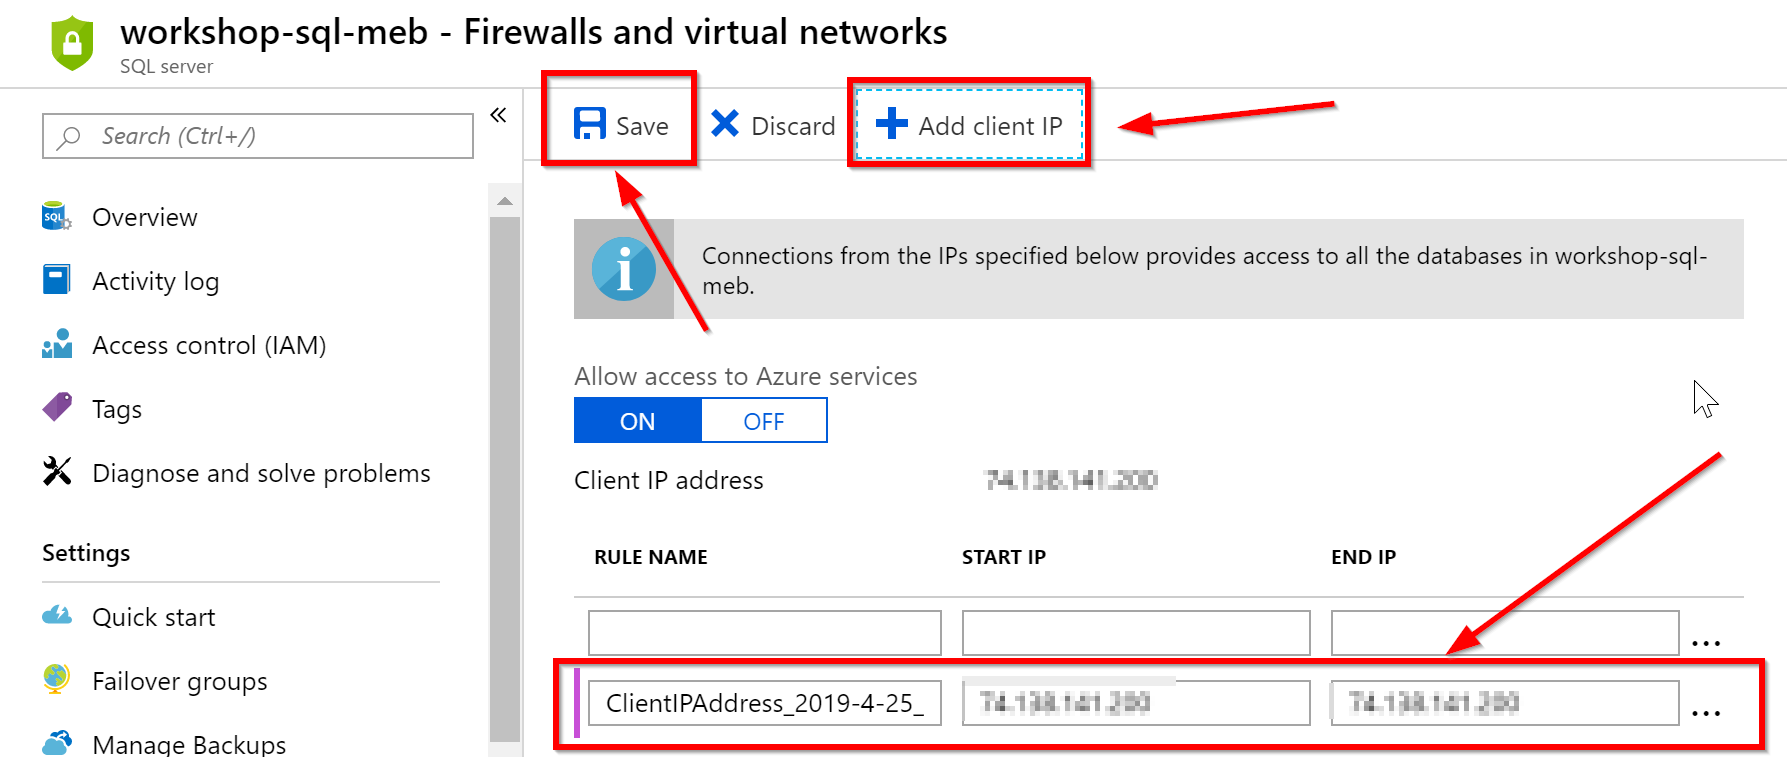 workshop-sql-meb - Firewalls and virtual networks
SQL server
Search (Ctrl+/)
«
Save
Discard
Add client IP
SQL
Overview
Activity log
Access control (IAM)
Tags
Diagnose and solve problems
Settings
Quick start
Failover groups
Manage Backups
i
Connections from the IPs specified below provides access to all the databases in workshop-sql-
meb.
Allow access to Azure services
ON OFF
Client IP address
RULE NAME START IP END IP
...
ClientIPAddress_2019-4-25_
...